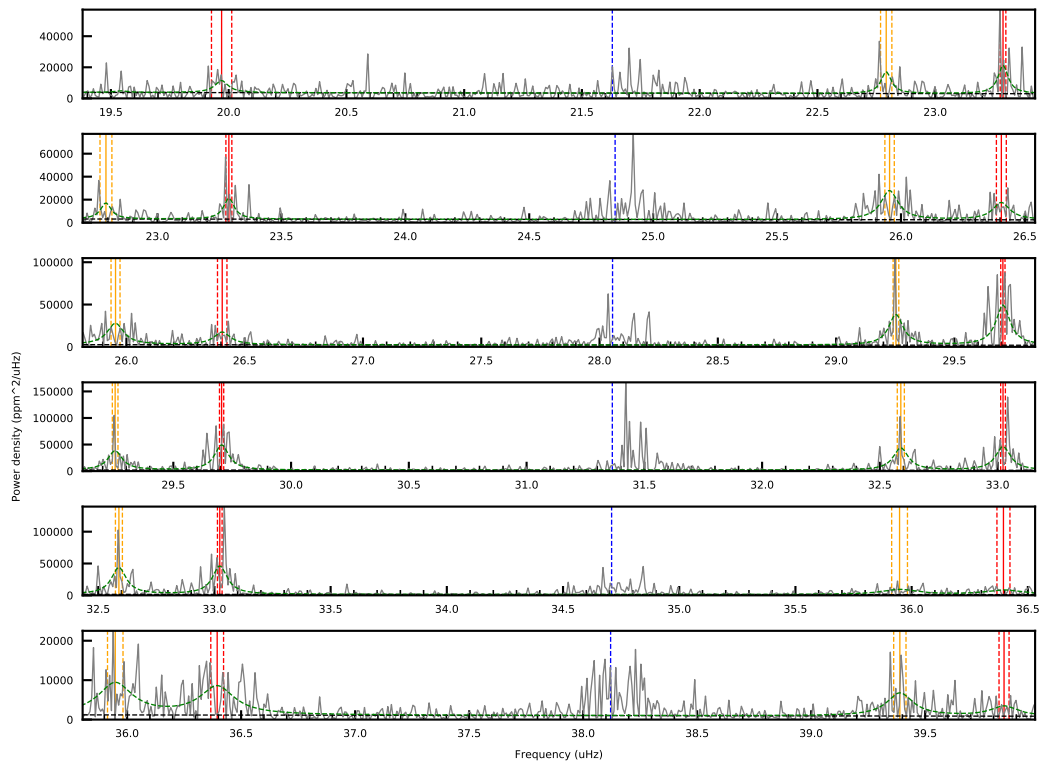 40000
20000
0
19.5 20.0 20.5 21.0 21.5 22.0 22.5 23.0
60000
40000
20000
0
23.0 23.5 24.0 24.5 25.0 25.5 26.0 26.5
100000
50000
0
26.0 26.5 27.0 27.5 28.0 28.5 29.0 29.5
150000
100000
50000
0
29.5 30.0 30.5 31.0 31.5 32.0 32.5 33.0
100000
50000
0
32.5 33.0 33.5 34.0 34.5 35.0 35.5 36.0 36.5
20000
10000
0
36.0 36.5 37.0 37.5 38.0 38.5 39.0 39.5
Power density (ppm^2/uHz)
Frequency (uHz)